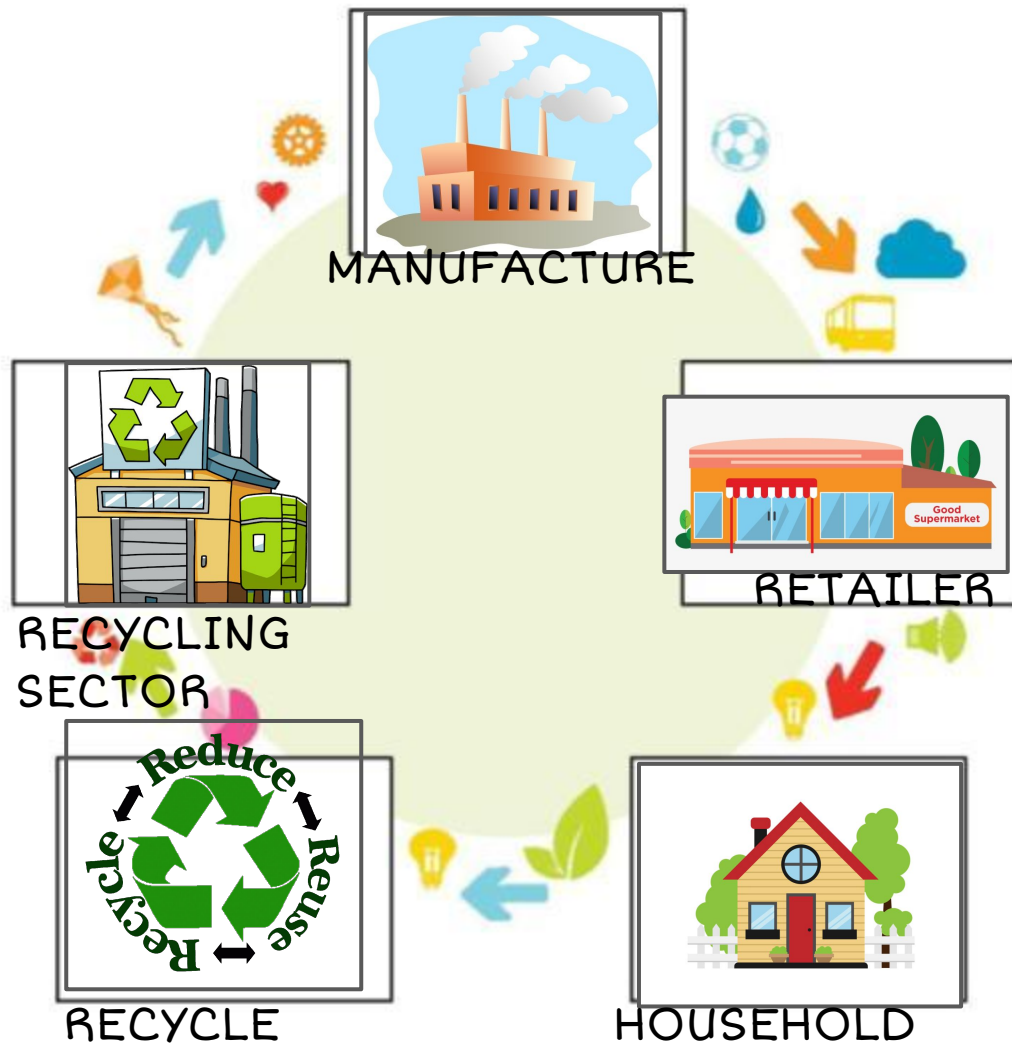 MANUFACTURE
Good
Supermarket
RETAILER
RECYCLING
SECTOR
Reduce
Reuse
Recycle
RECYCLE
HOUSEHOLD